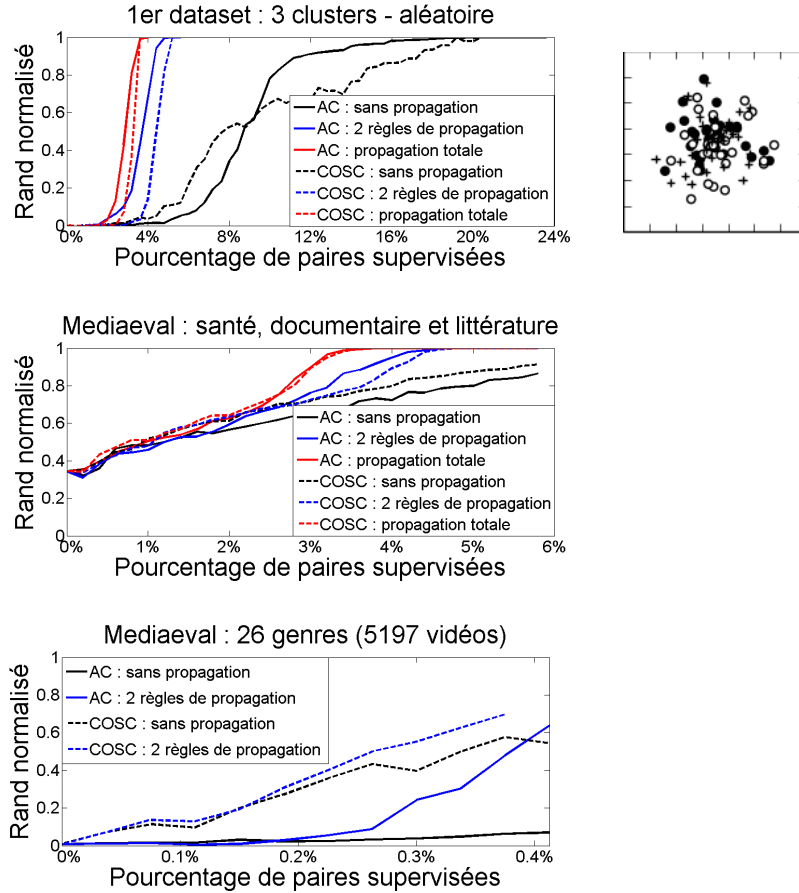 1er dataset : 3 clusters - aléatoire
Rand normalisé
1
0.8
0.6
0.4
0.2
0
AC : sans propagation
AC : 2 règles de propagation
AC : propagation totale
COSC : sans propagation
COSC : 2 règles de propagation
COSC : propagation totale
0% 4% 8% 12% 16% 20% 24%
Pourcentage de paires supervisées
Mediaeval : santé, documentaire et littérature
Rand normalisé
1
0.8
0.6
0.4
0.2
0
AC : sans propagation
AC : 2 règles de propagation
AC : propagation totale
COSC : sans propagation
COSC : 2 règles de propagation
COSC : propagation totale
0% 1% 2% 3% 4% 5% 6%
Pourcentage de paires supervisées
Mediaeval : 26 genres (5197 vidéos)
Rand normalisé
1
0.8
0.6
0.4
0.2
0
AC : sans propagation
AC : 2 règles de propagation
COSC : sans propagation
COSC : 2 règles de propagation
0% 0.1% 0.2% 0.3% 0.4%
Pourcentage de paires supervisées